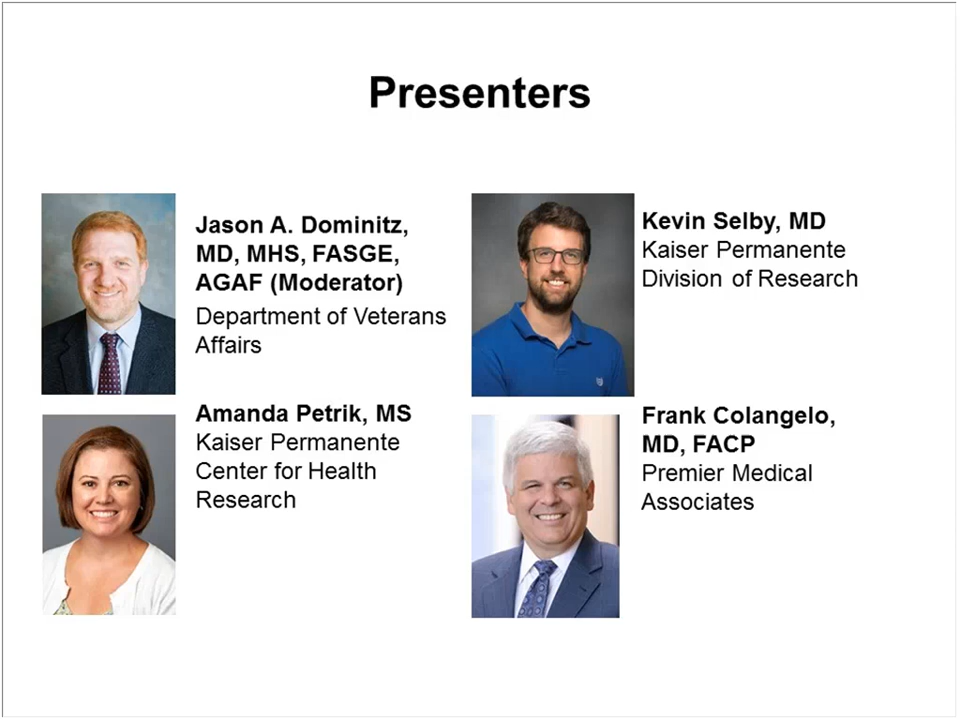 Presenters
Jason A. Dominitz,
MD, MHS, FASGE,
AGAF (Moderator)
Department of Veterans
Affairs
Kevin Selby, MD
Kaiser Permanente
Division of Research
Amanda Petrik, MS
Kaiser Permanente
Center for Health
Research
Frank Colangelo,
MD, FACP
Premier Medical
Associates